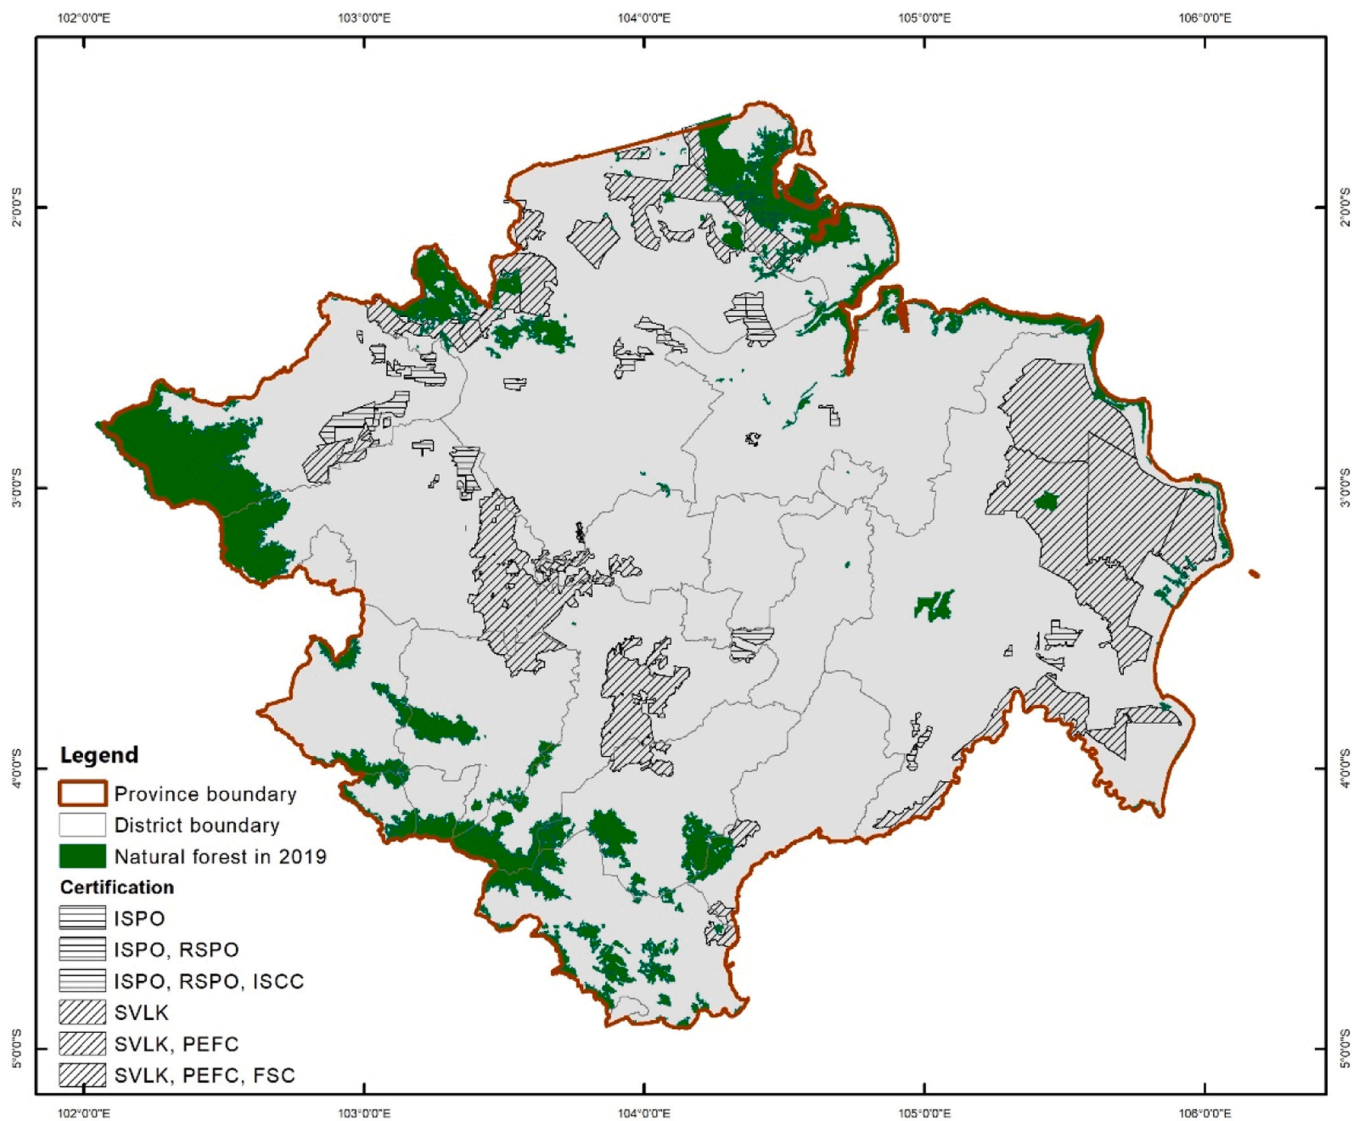 102°0'0"E 103°0'0"E 104°0'0"E 105°0'0"E 106°0'0"E
2°0'0"S 2°0'0"S
3°0'0"S 3°0'0"S
4°0'0"S 4°0'0"S
5°0'0"S 5°0'0"S
Legend
Province boundary
District boundary
Natural forest in 2019
Certification
ISPO
ISPO, RSPO
ISPO, RSPO, ISCC
SVLK
SVLK, PEFC
SVLK, PEFC, FSC
102°0'0"E 103°0'0"E 104°0'0"E 105°0'0"E 106°0'0"E